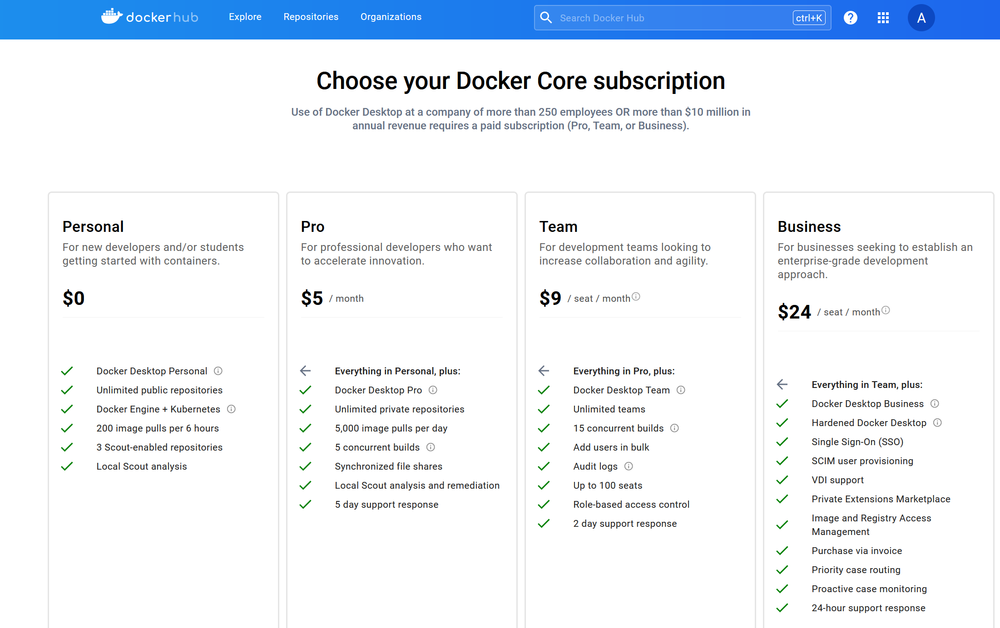 docker hub
Explore
Repositories
Organizations
Search Docker Hub
ctrl+K
?
A
Choose your Docker Core subscription
Use of Docker Desktop at a company of more than 250 employees OR more than $10 million in
annual revenue requires a paid subscription (Pro, Team, or Business).
Personal
For new developers and/or students
getting started with containers.
$0
Docker Desktop Personal
Unlimited public repositories
Docker Engine + Kubernetes
200 image pulls per 6 hours
3 Scout-enabled repositories
Local Scout analysis
Pro
For professional developers who want
to accelerate innovation.
$5 / month
Everything in Personal, plus:
Docker Desktop Pro
Unlimited private repositories
5,000 image pulls per day
5 concurrent builds
Synchronized file shares
Local Scout analysis and remediation
5 day support response
Team
For development teams looking to
increase collaboration and agility.
$9 / seat / month
Everything in Pro, plus:
Docker Desktop Team
Unlimited teams
15 concurrent builds
Add users in bulk
Audit logs
Up to 100 seats
Role-based access control
2 day support response
Business
For businesses seeking to establish an
enterprise-grade development
approach.
$24 / seat / month
Everything in Team, plus:
Docker Desktop Business
Hardened Docker Desktop
Single Sign-On (SSO)
SCIM user provisioning
VDI support
Private Extensions Marketplace
Image and Registry Access
Management
Purchase via invoice
Priority case routing
Proactive case monitoring
24-hour support response